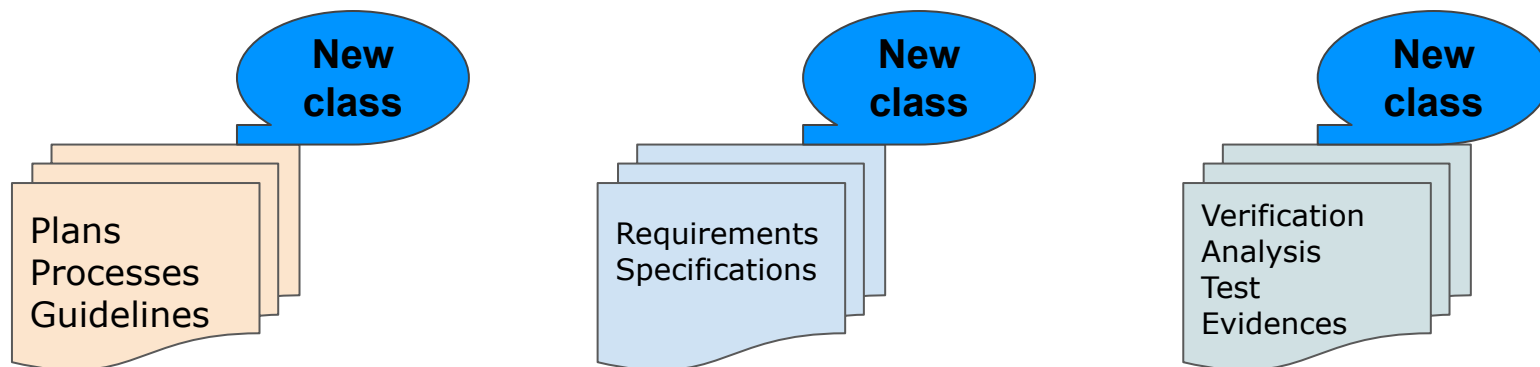 New
class
New
class
New
class
Plans
Processes
Guidelines
Requirements
Specifications
Verification
Analysis
Test
Evidences